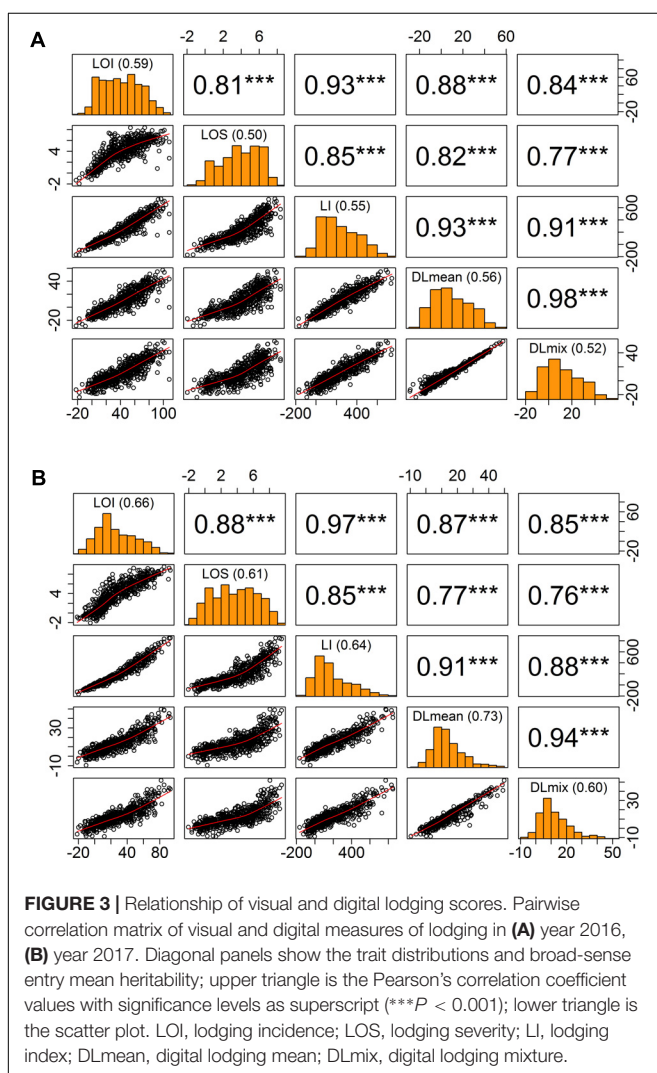 A
-2 2 4 6 8
-20 0 20 60
LOI (0.59)
0.81***
0.93***
0.88***
0.84***
-20 60
-2 4
LOS (0.50)
0.85***
0.82***
0.77***
LI (0.55)
0.93***
0.91***
-200 600
-20 40
DLmean (0.56)
0.98***
DLmix (0.52)
-20 40
-20 40 100
-200 400
-20 20
B
-2 2 4 6
-10 20 50
LOI (0.66)
0.88***
0.97***
0.87***
0.85***
-20 60
-2 4
LOS (0.61)
0.85***
0.77***
0.76***
LI (0.64)
0.91***
0.88***
-200 600
-10 30
DLmean (0.73)
0.94***
DLmix (0.60)
-10 30
-20 40 80
-200 400
-10 20 50
FIGURE 3 | Relationship of visual and digital lodging scores. Pairwise
correlation matrix of visual and digital measures of lodging in (A) year 2016,
(B) year 2017. Diagonal panels show the trait distributions and broad-sense
entry mean heritability; upper triangle is the Pearson's correlation coefficient
values with significance levels as superscript (***P < 0.001); lower triangle is
the scatter plot. LOI, lodging incidence; LOS, lodging severity; LI, lodging
index; DLmean, digital lodging mean; DLmix, digital lodging mixture.